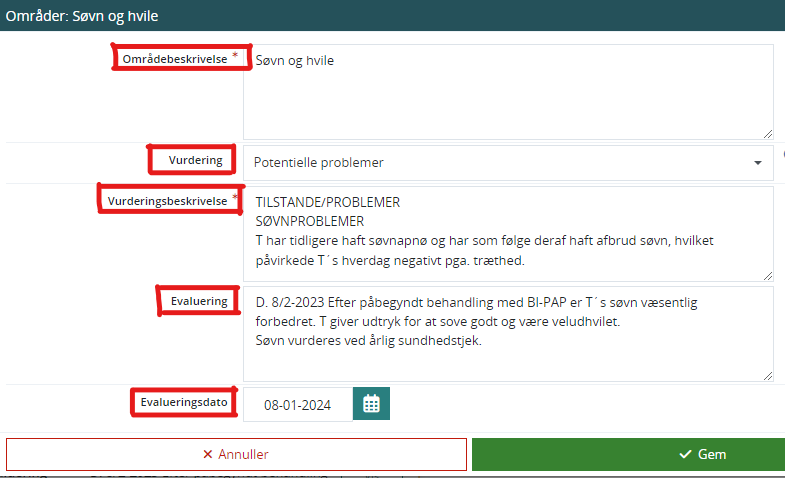 Områder: Søvn og hvile
Områdebeskrivelse *
Søvn og hvile
Vurdering
Potentielle problemer
Vurderingsbeskrivelse *
TILSTANDE/PROBLEMER
SØVNPROBLEMER
T har tidligere haft søvnapnø og har som følge deraf haft afbrud søvn, hvilket
påvirkede T´s hverdag negativt pga. træthed.
Evaluering
D. 8/2-2023 Efter påbegyndt behandling med BI-PAP er T´s søvn væsentlig
forbedret. T giver udtryk for at sove godt og være veludhvilet.
Søvn vurderes ved årlig sundhedstjek.
Evalueringsdato
08-01-2024
Annuller
Gem